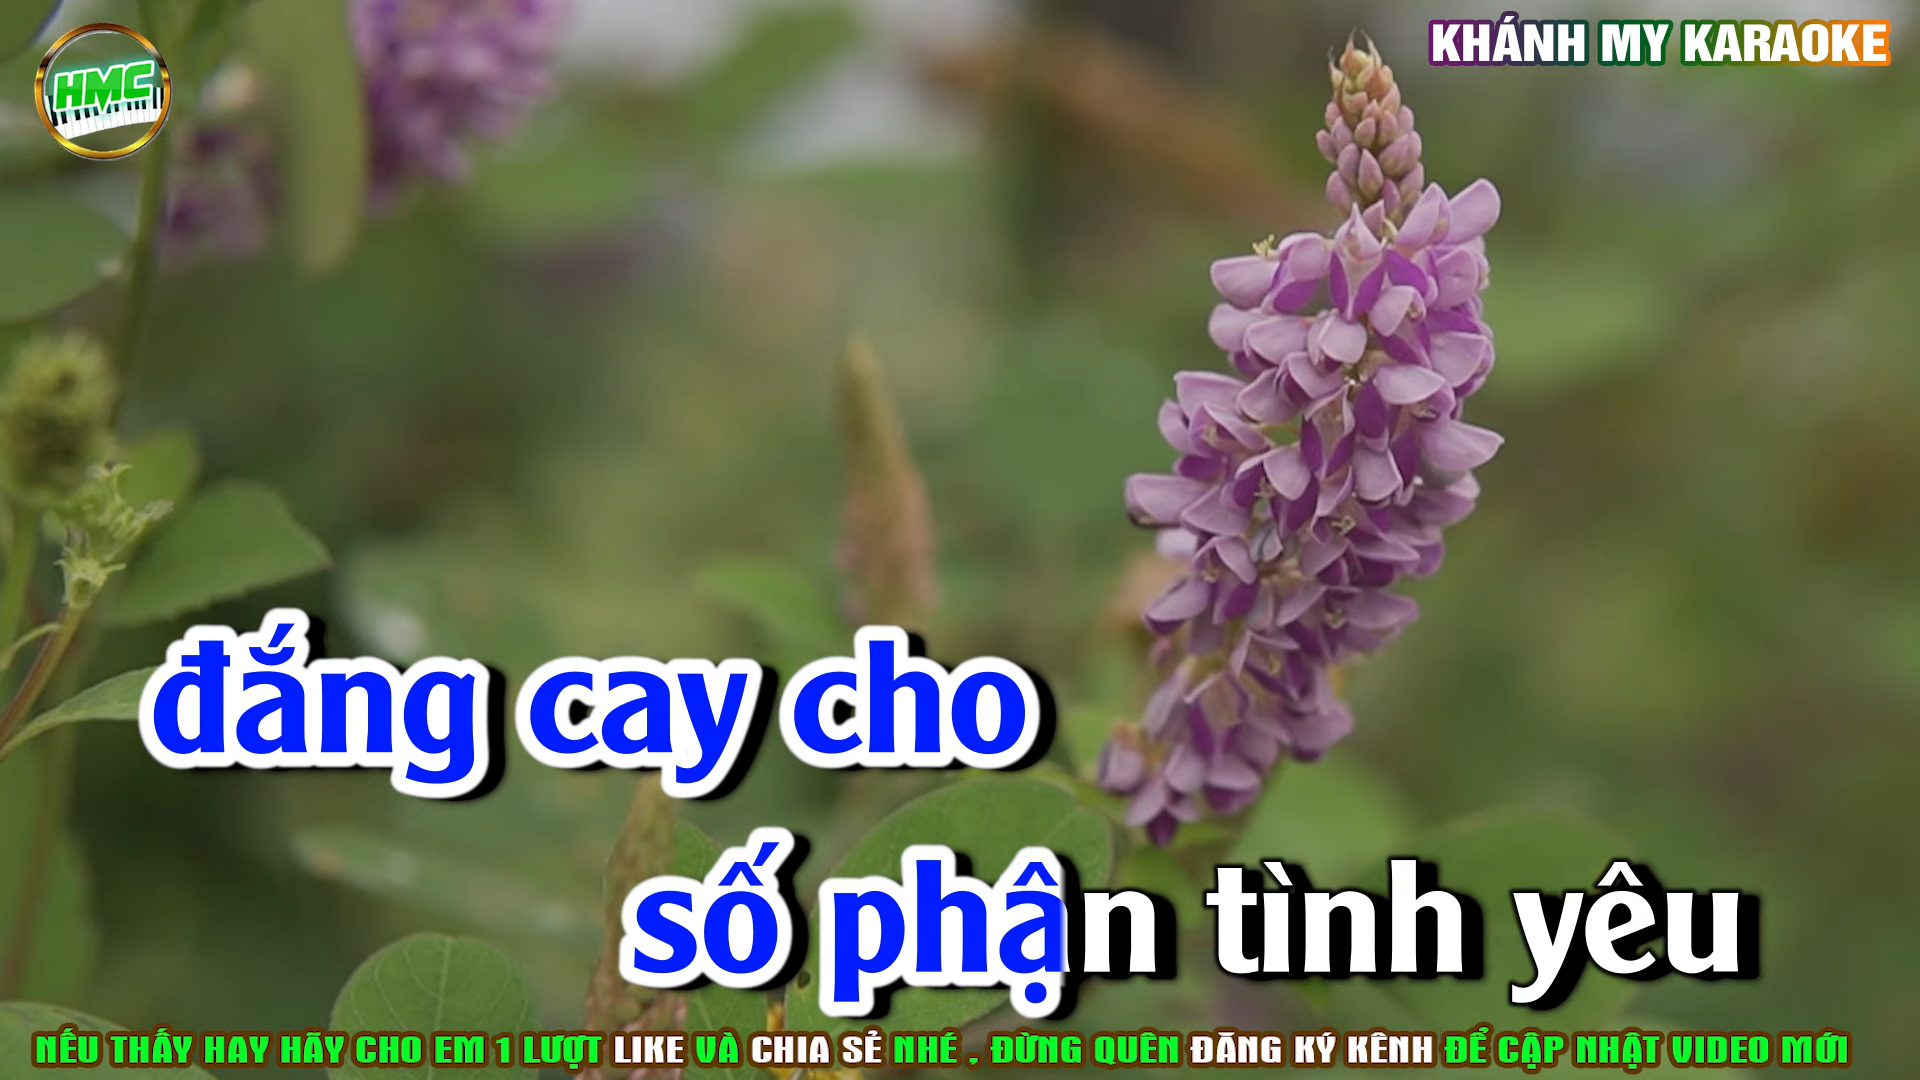 HMC
KHÁNH MY KARAOKE
đắng cay cho
số phận tình yêu
NẾU THẤY HAY HÃY CHO EM 1 LƯỢT LIKE VÀ CHIA SẺ NHÉ , ĐỪNG QUÊN ĐĂNG KÝ KÊNH ĐỂ CẬP NHẬT VIDEO MỚI